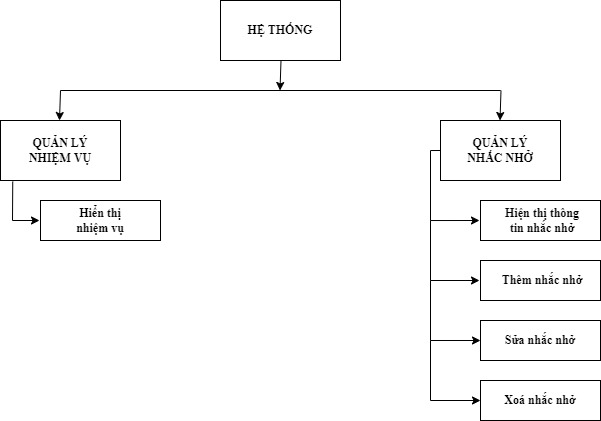 HỆ THỐNG
QUẢN LÝ
NHIỆM VỤ
QUẢN LÝ
NHẮC NHỞ
Hiển thị
nhiệm vụ
Hiện thị thông
tin nhắc nhở
Thêm nhắc nhở
Sửa nhắc nhở
Xoá nhắc nhở